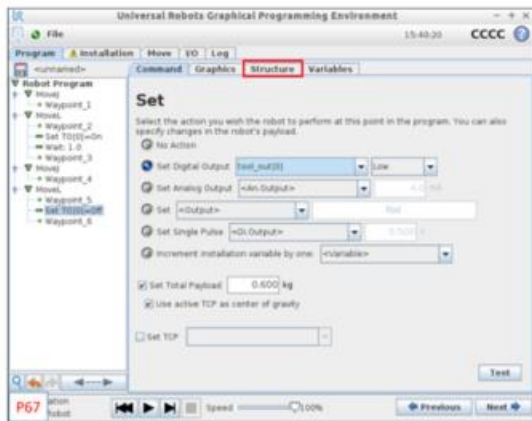 Universal Robots Graphical Programming Environment
File
15:40:20
CCCC
Program Installation Move I/O Log
<unnamed>
Command Graphics Structure Variables
Robot Program
MoveJ
Waypoint_1
MoveL
Waypoint_2
Set TO[0]=On
Wait: 1.0
Waypoint_3
MoveJ
Waypoint_4
MoveL
Waypoint_5
Set TO[0]=Off
Waypoint_6
Set
Select the action you wish the robot to perform at this point in the program. You can also
specify changes in the robot's payload.
No Action
Set Digital Output tool_out[0] Low
Set Analog Output <An.Output> 4.0 mA
Set <Output>
Set Single Pulse <Di.Output>
Increment installation variable by one: <Variable>
Set Total Payload 0.600 kg
Use active TCP as center of gravity
Set TCP
Test
P67
Robot
Speed 100%
Previous Next